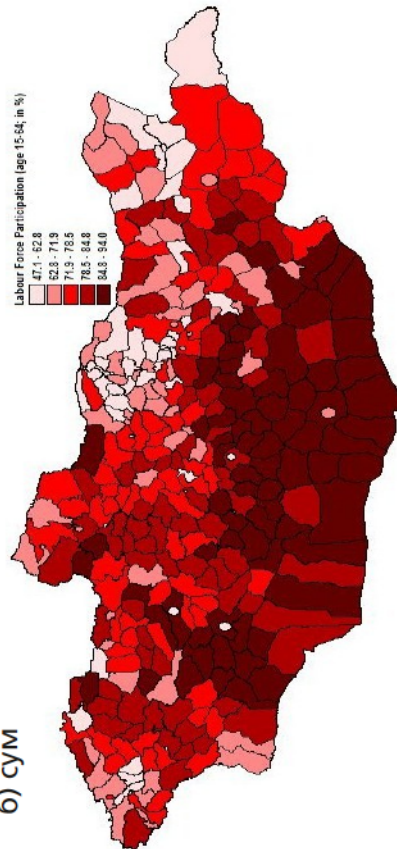 б) сум
Labour Force Participation (age 15-64; in %)
47.1 - 62.8
62.8 - 71.9
71.9 - 78.5
78.5 - 84.8
84.8 - 94.0